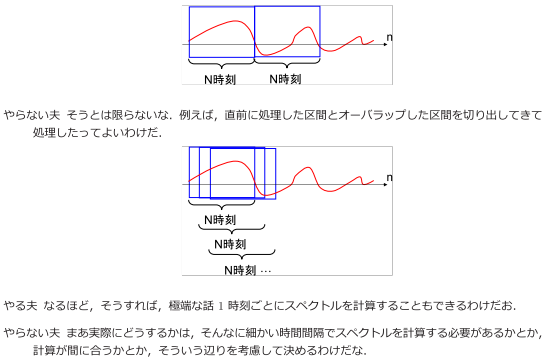 n
N時刻
N時刻
やらない夫 そうとは限らないな．例えば，直前に処理した区間とオーバラップした区間を切り出してきて
処理したってよいわけだ．
n
N時刻
N時刻
N時刻 …
やる夫 なるほど，そうすれば，極端な話 1 時刻ごとにスペクトルを計算することもできるわけだお．
やらない夫 まあ実際にどうするかは，そんなに細かい時間間隔でスペクトルを計算する必要があるかとか，
計算が間に合うかとか，そういう辺りを考慮して決めるわけだな．